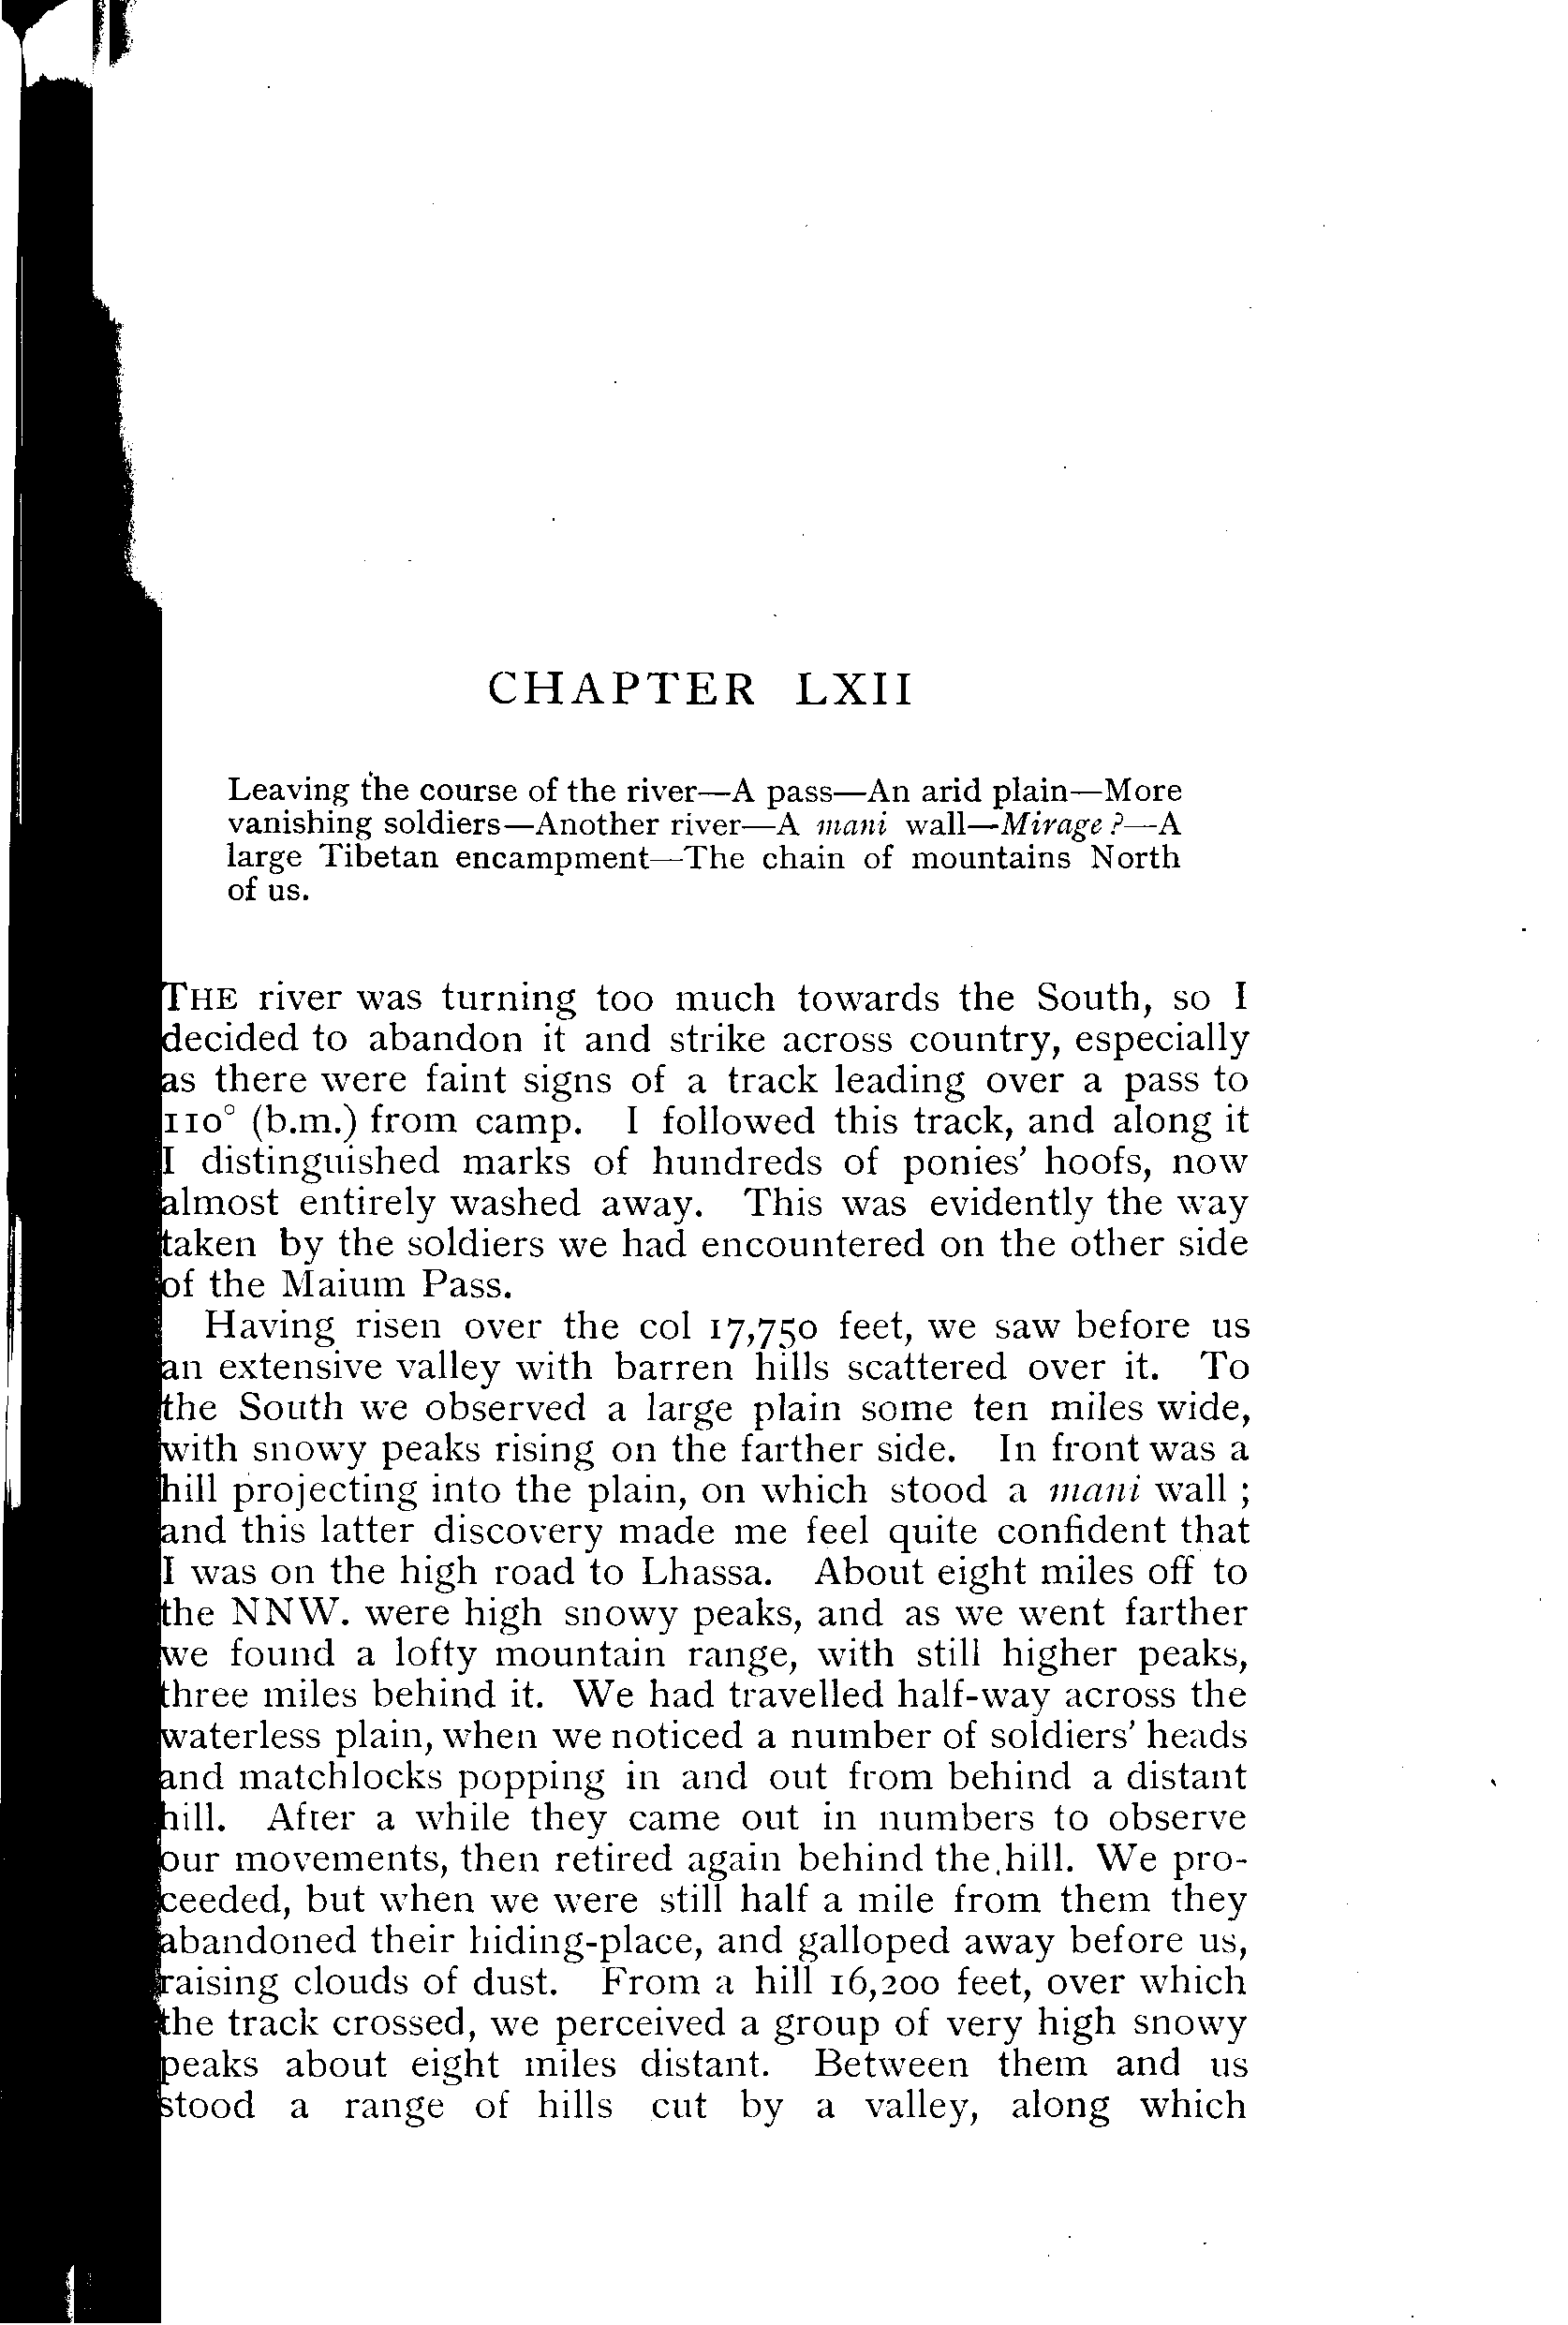 CHAPTER LXII
Leaving the course of the river—A pass—An arid plain—More
vanishing soldiers—Another river—A mani wall—Mirage?—A
large Tibetan encampment—The chain of mountains North
of us.
THE river was turning too much towards the South, so I
decided to abandon it and strike across country, especially
as there were faint signs of a track leading over a pass to
110° (b.m.) from camp. I followed this track, and along it
I distinguished marks of hundreds of ponies' hoofs, now
almost entirely washed away. This was evidently the way
taken by the soldiers we had encountered on the other side
of the Maium Pass.
Having risen over the col 17,750 feet, we saw before us
an extensive valley with barren hills scattered over it. To
the South we observed a large plain some ten miles wide,
with snowy peaks rising on the farther side. In front was a
hill projecting into the plain, on which stood a mani wall;
and this latter discovery made me feel quite confident that
I was on the high road to Lhassa. About eight miles off to
the NNW. were high snowy peaks, and as we went farther
we found a lofty mountain range, with still higher peaks,
three miles behind it. We had travelled half-way across the
waterless plain, when we noticed a number of soldiers' heads
and matchlocks popping in and out from behind a distant
hill. After a while they came out in numbers to observe
our movements, then retired again behind the hill. We pro-
ceeded, but when we were still half a mile from them they
abandoned their hiding-place, and galloped away before us,
raising clouds of dust. From a hill 16,200 feet, over which
the track crossed, we perceived a group of very high snowy
peaks about eight miles distant. Between them and us
stood a range of hills cut by a valley, along which